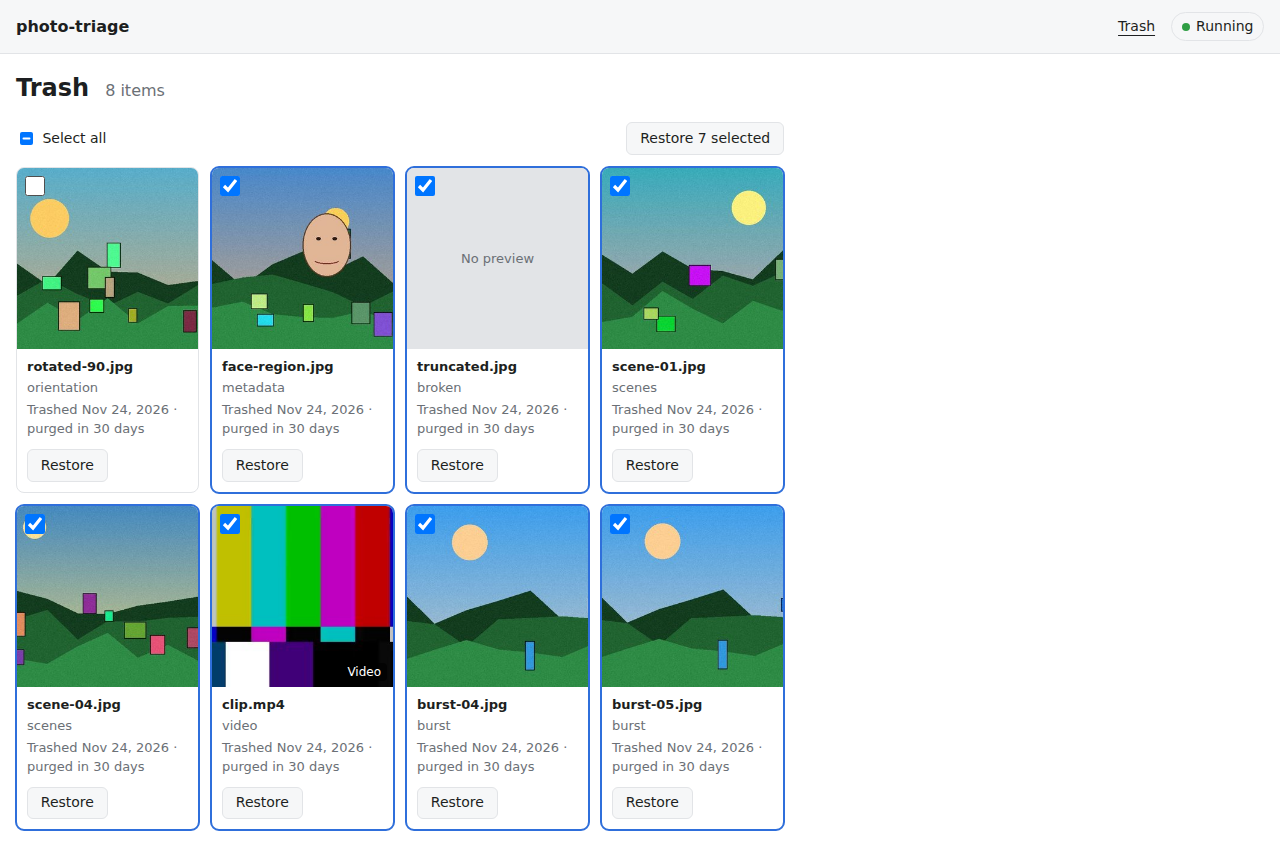 photo-triage
Trash
Running
Trash 8 items
Select all
Restore 7 selected
rotated-90.jpg
orientation
Trashed Nov 24, 2026 ·
purged in 30 days
Restore
face-region.jpg
metadata
Trashed Nov 24, 2026 ·
purged in 30 days
Restore
No preview
truncated.jpg
broken
Trashed Nov 24, 2026 ·
purged in 30 days
Restore
scene-01.jpg
scenes
Trashed Nov 24, 2026 ·
purged in 30 days
Restore
scene-04.jpg
scenes
Trashed Nov 24, 2026 ·
purged in 30 days
Restore
Video
clip.mp4
video
Trashed Nov 24, 2026 ·
purged in 30 days
Restore
burst-04.jpg
burst
Trashed Nov 24, 2026 ·
purged in 30 days
Restore
burst-05.jpg
burst
Trashed Nov 24, 2026 ·
purged in 30 days
Restore